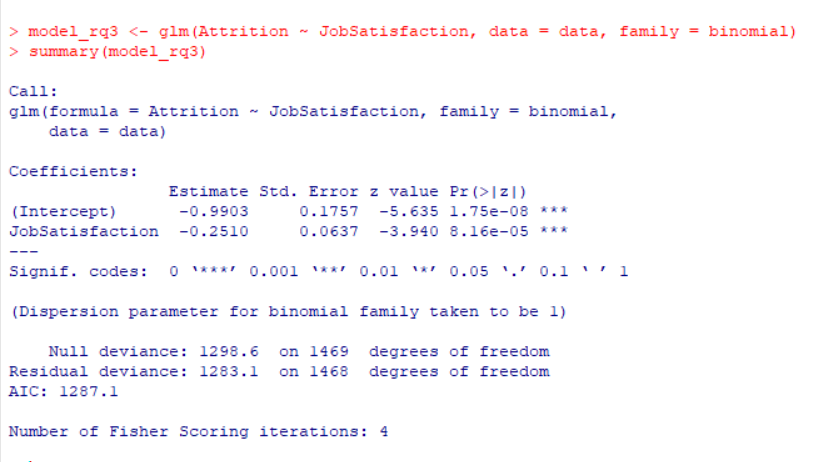 > model_rq3 <- glm(Attrition ~ JobSatisfaction, data = data, family = binomial)
> summary(model_rq3)
Call:
glm(formula = Attrition ~ JobSatisfaction, family = binomial,
    data = data)
Coefficients:
                Estimate Std. Error z value Pr(>|z|)
(Intercept)      -0.9903     0.1757  -5.635 1.75e-08 ***
JobSatisfaction  -0.2510     0.0637  -3.940 8.16e-05 ***
---
Signif. codes:  0 ‘***’ 0.001 ‘**’ 0.01 ‘*’ 0.05 ‘.’ 0.1 ‘ ’ 1
(Dispersion parameter for binomial family taken to be 1)
    Null deviance: 1298.6  on 1469  degrees of freedom
Residual deviance: 1283.1  on 1468  degrees of freedom
AIC: 1287.1
Number of Fisher Scoring iterations: 4